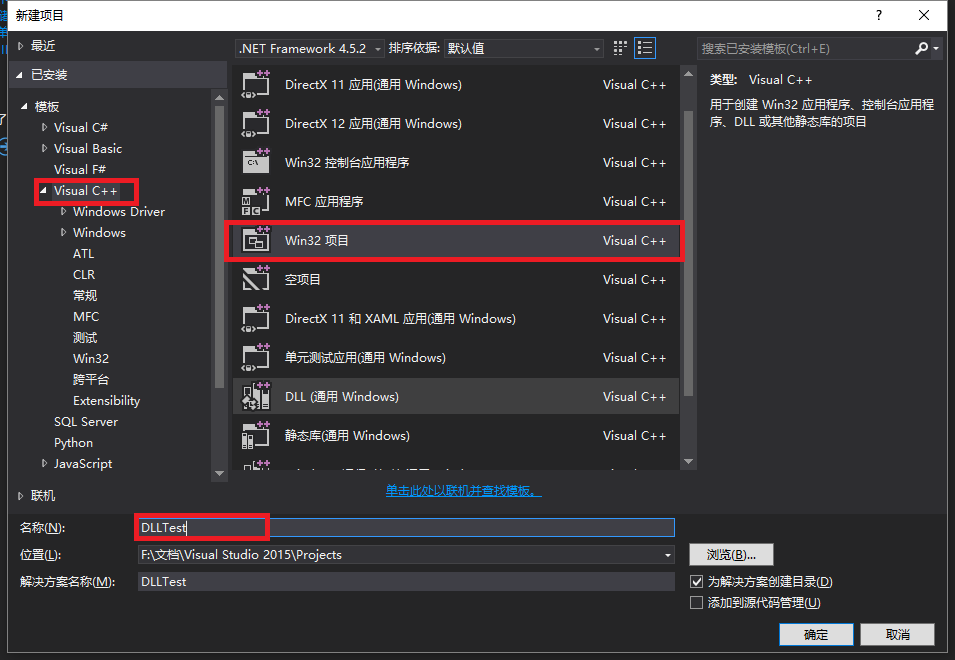 新建项目
?
最近
已安装
模板
Visual C#
Visual Basic
Visual F#
Visual C++
Windows Driver
Windows
ATL
CLR
常规
MFC
测试
Win32
跨平台
Extensibility
SQL Server
Python
JavaScript
联机
.NET Framework 4.5.2 排序依据: 默认值
DirectX 11 应用(通用 Windows) Visual C++
DirectX 12 应用(通用 Windows) Visual C++
Win32 控制台应用程序 Visual C++
MFC 应用程序 Visual C++
Win32 项目 Visual C++
空项目 Visual C++
DirectX 11 和 XAML 应用(通用 Windows) Visual C++
单元测试应用(通用 Windows) Visual C++
DLL (通用 Windows) Visual C++
静态库(通用 Windows) Visual C++
单击此处以联机并查找模板。
搜索已安装模板(Ctrl+E)
类型: Visual C++
用于创建 Win32 应用程序、控制台应用程
序、DLL 或其他静态库的项目
名称(N): DLLTest
位置(L): F:\文档\Visual Studio 2015\Projects
浏览(B)...
解决方案名称(M): DLLTest
为解决方案创建目录(D)
添加到源代码管理(U)
确定 取消